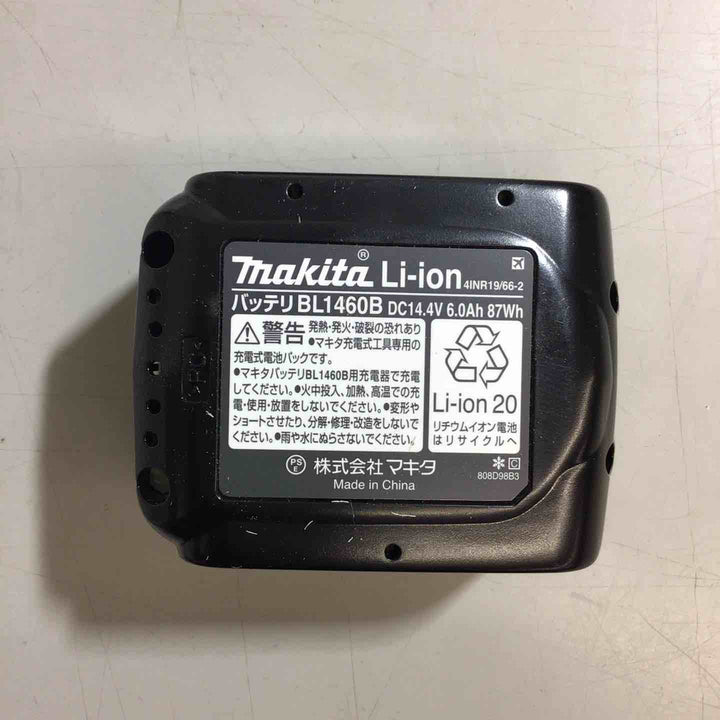 makita® Li-ion 4INR19/66-2
バッテリ BL1460B DC14.4V 6.0Ah 87Wh
⚠警告 発熱・発火・破裂の恐れあり
●マキタ充電式工具専用の
充電式電池パックです。
●マキタバッテリBL1460B用充電器で充電
してください。●火中投入、加熱、高温での充
電・使用・放置をしないでください。●変形や
ショートさせたり、分解・修理・改造をしないで
ください。●雨や水にぬらさないでください。
Li-ion 20
リチウムイオン電池
はリサイクルへ
PSE 株式会社 マキタ
Made in China
C
808D98B3